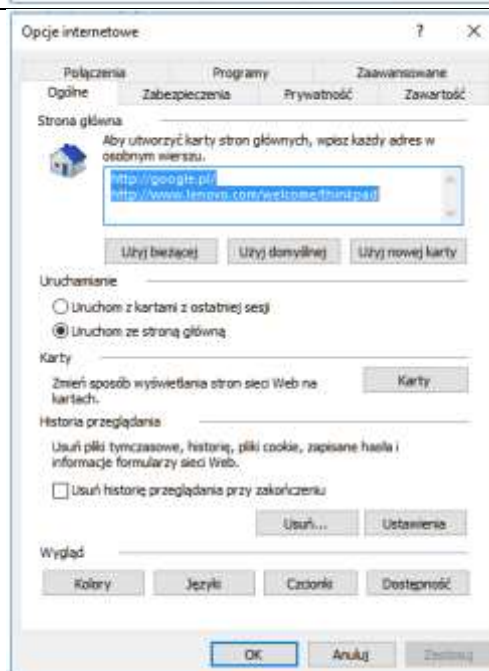 Opcje internetowe ? ×
Połączenia Programy Zaawansowane
Ogólne Zabezpieczenia Prywatność Zawartość
Strona główna
Aby utworzyć karty stron głównych, wpisz każdy adres w
osobnym wierszu.
http://google.pl/
http://www.lenovo.com/welcome/thinkpad
Użyj bieżącej Użyj domyślnej Użyj nowej karty
Uruchamianie
Uruchom z kartami z ostatniej sesji
Uruchom ze stroną główną
Karty
Zmień sposób wyświetlania stron sieci Web na
kartach.
Karty
Historia przeglądania
Usuń pliki tymczasowe, historię, pliki cookie, zapisane hasła i
informacje formularzy sieci Web.
Usuń historię przeglądania przy zakończeniu
Usuń... Ustawienia
Wygląd
Kolory Języki Czcionki Dostępność
OK Anuluj Zastosuj